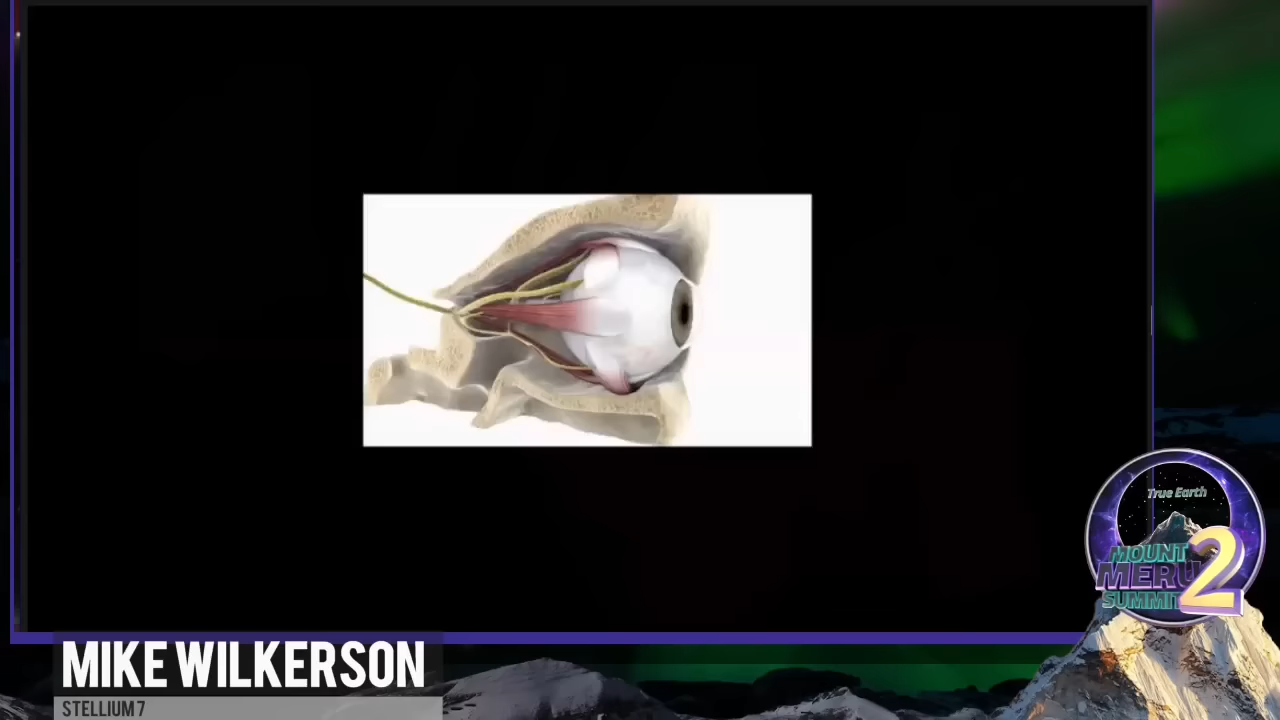 True Earth
MOUNT
MERU
SUMMIT
2
MIKE WILKERSON
STELLIUM 7